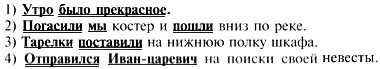 1) Утро было прекрасное.
2) Погасили мы костер и пошли вниз по реке.
3) Тарелки поставили на нижнюю полку шкафа.
4) Отправился Иван-царевич на поиски своей невесты.